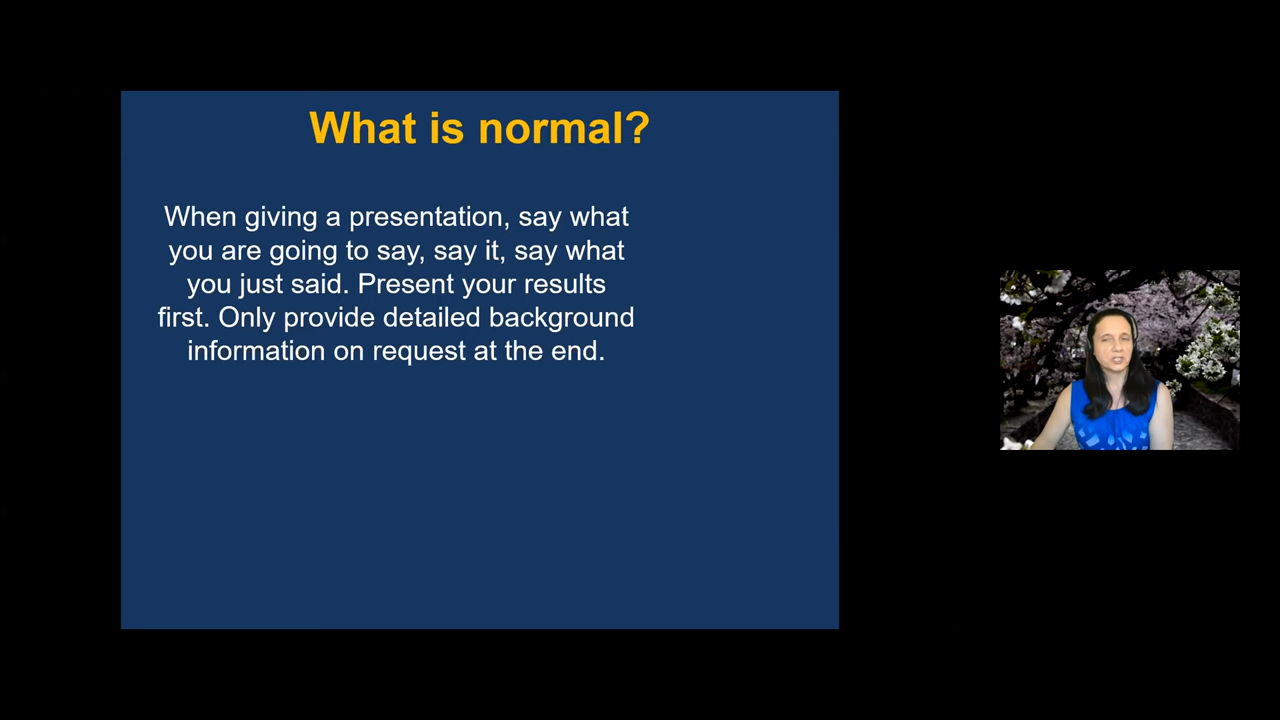 What is normal?
When giving a presentation, say what
you are going to say, say it, say what
you just said. Present your results
first. Only provide detailed background
information on request at the end.